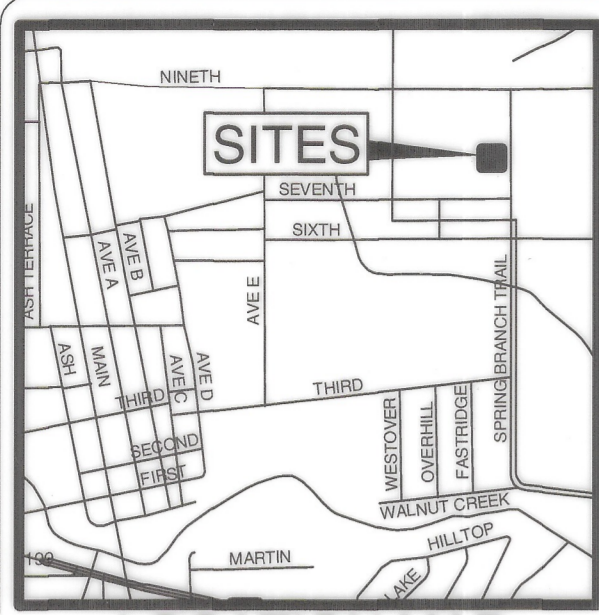 NINETH
SITES
SEVENTH
SIXTH
ASH TERRACE
AVE A
AVE B
AVE E
SPRING BRANCH TRAIL
ASH
MAIN
AVE C
AVE D
THIRD
THIRD
SECOND
FIRST
WESTOVER
OVERHILL
FASTRIDGE
WALNUT CREEK
HILLTOP
199
MARTIN
LAKE